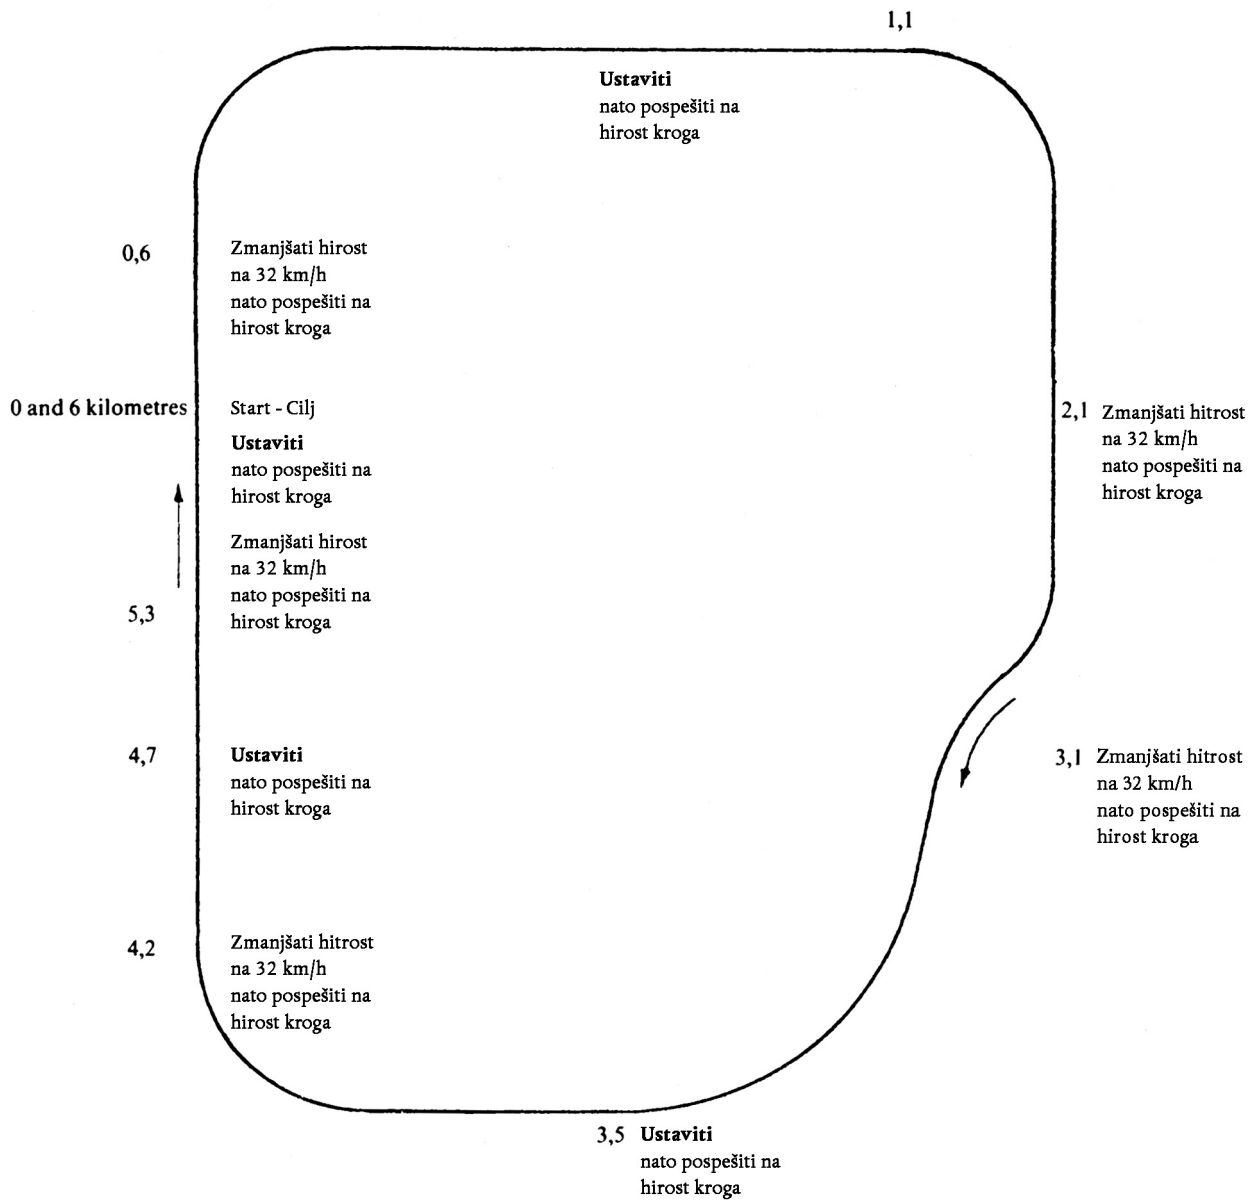 1,1
Ustaviti
nato pospešiti na
hirost kroga
0,6
Zmanjšati hirost
na 32 km/h
nato pospešiti na
hirost kroga
0 and 6 kilometres
Start - Cilj
Ustaviti
nato pospešiti na
hirost kroga
2,1
Zmanjšati hitrost
na 32 km/h
nato pospešiti na
hirost kroga
Zmanjšati hirost
na 32 km/h
nato pospešiti na
hirost kroga
5,3
4,7
Ustaviti
nato pospešiti na
hirost kroga
3,1
Zmanjšati hitrost
na 32 km/h
nato pospešiti na
hirost kroga
4,2
Zmanjšati hitrost
na 32 km/h
nato pospešiti na
hirost kroga
3,5
Ustaviti
nato pospešiti na
hirost kroga